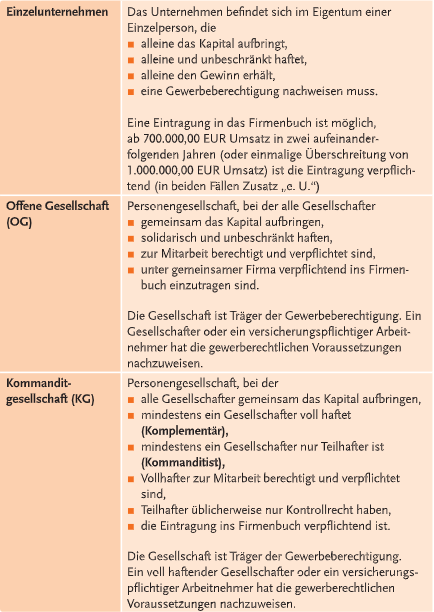 Einzelunternehmen
Das Unternehmen befindet sich im Eigentum einer
Einzelperson, die
■ alleine das Kapital aufbringt,
■ alleine und unbeschränkt haftet,
■ alleine den Gewinn erhält,
■ eine Gewerbeberechtigung nachweisen muss.
Eine Eintragung in das Firmenbuch ist möglich,
ab 700.000,00 EUR Umsatz in zwei aufeinander-
folgenden Jahren (oder einmalige Überschreitung von
1.000.000,00 EUR Umsatz) ist die Eintragung verpflich-
tend (in beiden Fällen Zusatz „e. U.“)
Offene Gesellschaft
(OG)
Personengesellschaft, bei der alle Gesellschafter
■ gemeinsam das Kapital aufbringen,
■ solidarisch und unbeschränkt haften,
■ zur Mitarbeit berechtigt und verpflichtet sind,
■ unter gemeinsamer Firma verpflichtend ins Firmen-
buch einzutragen sind.
Die Gesellschaft ist Träger der Gewerbeberechtigung. Ein
Gesellschafter oder ein versicherungspflichtiger Arbeit-
nehmer hat die gewerberechtlichen Voraussetzungen
nachzuweisen.
Kommandit-
gesellschaft (KG)
Personengesellschaft, bei der
■ alle Gesellschafter gemeinsam das Kapital aufbringen,
■ mindestens ein Gesellschafter voll haftet
(Komplementär),
■ mindestens ein Gesellschafter nur Teilhafter ist
(Kommanditist),
■ Vollhafter zur Mitarbeit berechtigt und verpflichtet
sind,
■ Teilhafter üblicherweise nur Kontrollrecht haben,
■ die Eintragung ins Firmenbuch verpflichtend ist.
Die Gesellschaft ist Träger der Gewerbeberechtigung.
Ein voll haftender Gesellschafter oder ein versicherungs-
pflichtiger Arbeitnehmer hat die gewerberechtlichen
Voraussetzungen nachzuweisen.